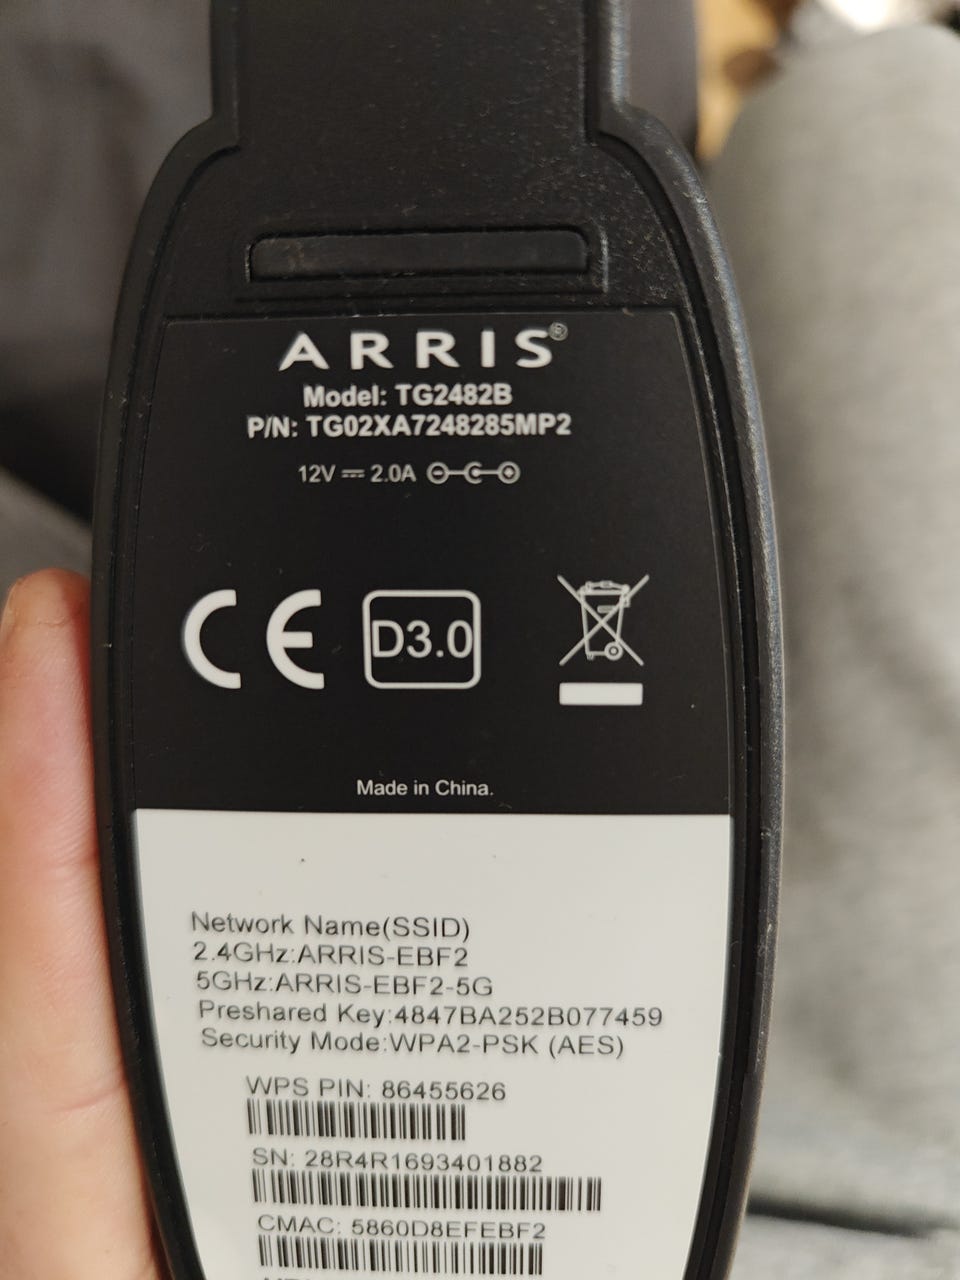 ARRIS®
Model: TG2482B
P/N: TG02XA7248285MP2
12V ⎓ 2.0A
CE
D3.0
Made in China.
Network Name(SSID)
2.4GHz:ARRIS-EBF2
5GHz:ARRIS-EBF2-5G
Preshared Key:4847BA252B077459
Security Mode:WPA2-PSK (AES)
WPS PIN: 86455626
SN: 28R4R1693401882
CMAC: 5860D8EFEBF2